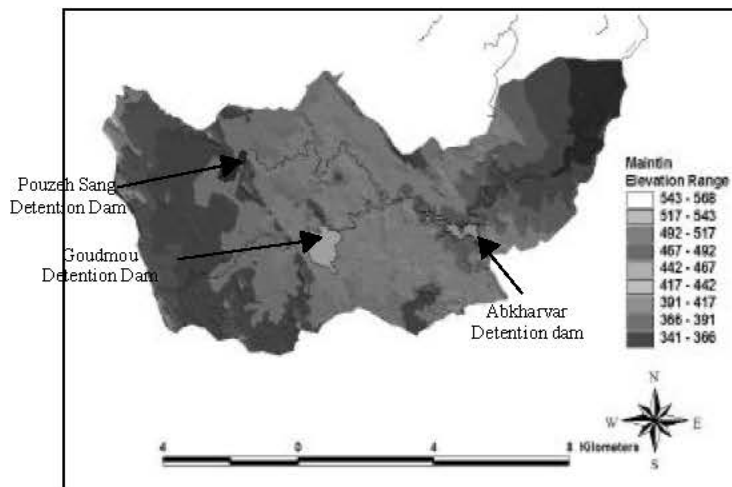 Pouzeh Sang
Detention Dam
Goudmou
Detention Dam
Abkharvar
Detention dam
Maintin
Elevation Range
543 - 568
517 - 543
492 - 517
467 - 492
442 - 467
417 - 442
391 - 417
366 - 391
341 - 366
N
W E
S
4 0 4 8 Kilometers